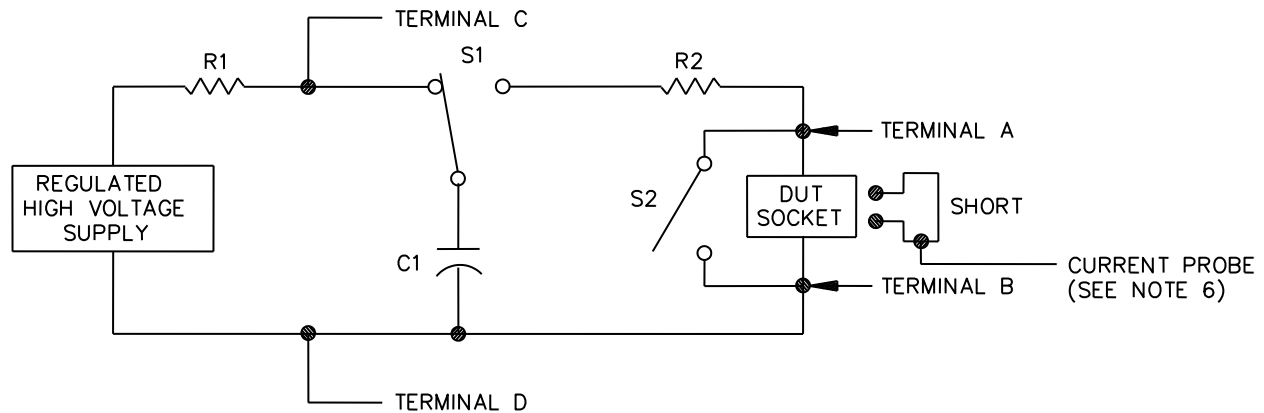 TERMINAL C
S1
R1
R2
TERMINAL A
REGULATED
HIGH VOLTAGE
SUPPLY
S2
DUT
SOCKET
SHORT
C1
CURRENT PROBE
(SEE NOTE 6)
TERMINAL B
TERMINAL D